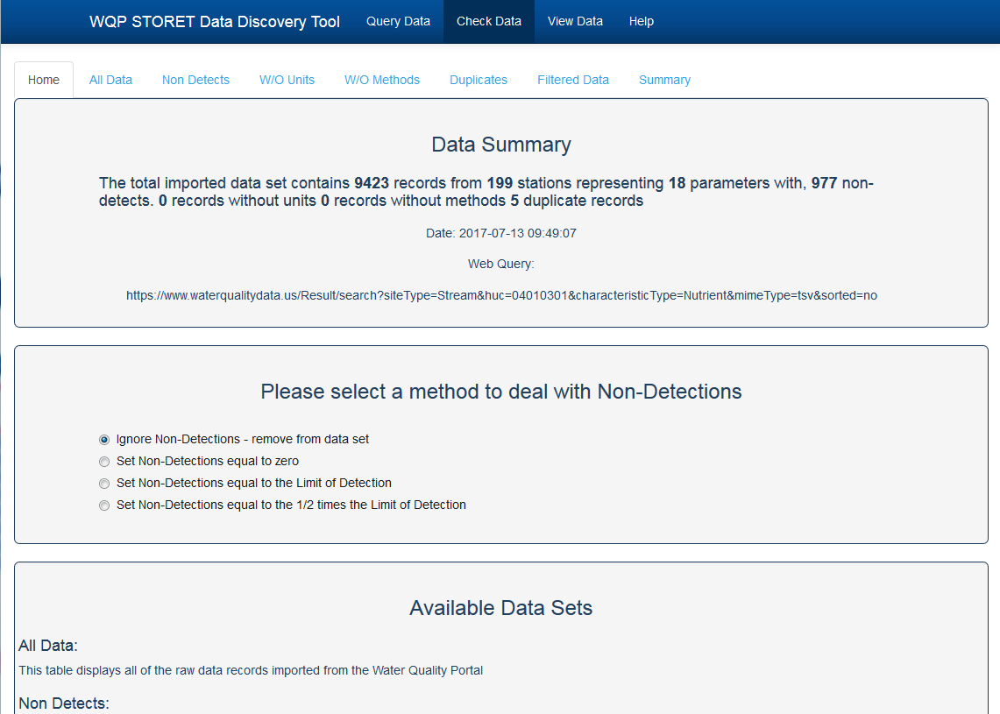 WQP STORET Data Discovery Tool Query Data Check Data View Data Help
Home All Data Non Detects W/O Units W/O Methods Duplicates Filtered Data Summary
Data Summary
The total imported data set contains 9423 records from 199 stations representing 18 parameters with, 977 non-
detects. 0 records without units 0 records without methods 5 duplicate records
Date: 2017-07-13 09:49:07
Web Query:
https://www.waterqualitydata.us/Result/search?siteType=Stream&huc=04010301&characteristicType=Nutrient&mimeType=tsv&sorted=no
Please select a method to deal with Non-Detections
Ignore Non-Detections - remove from data set
Set Non-Detections equal to zero
Set Non-Detections equal to the Limit of Detection
Set Non-Detections equal to the 1/2 times the Limit of Detection
Available Data Sets
All Data:
This table displays all of the raw data records imported from the Water Quality Portal
Non Detects: